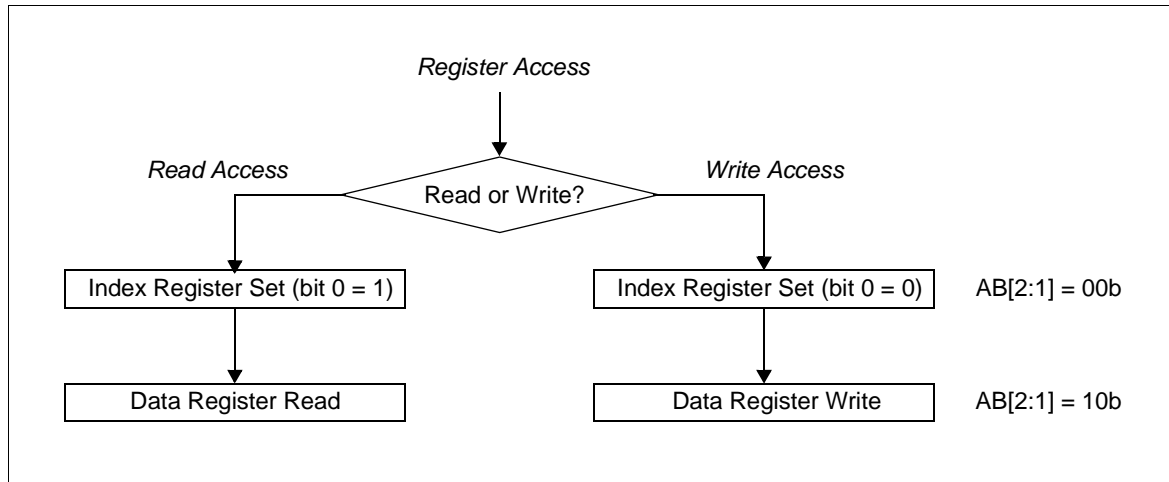 Register Access
Read Access
Write Access
Read or Write?
Index Register Set (bit 0 = 1)
Index Register Set (bit 0 = 0)
AB[2:1] = 00b
Data Register Read
Data Register Write
AB[2:1] = 10b